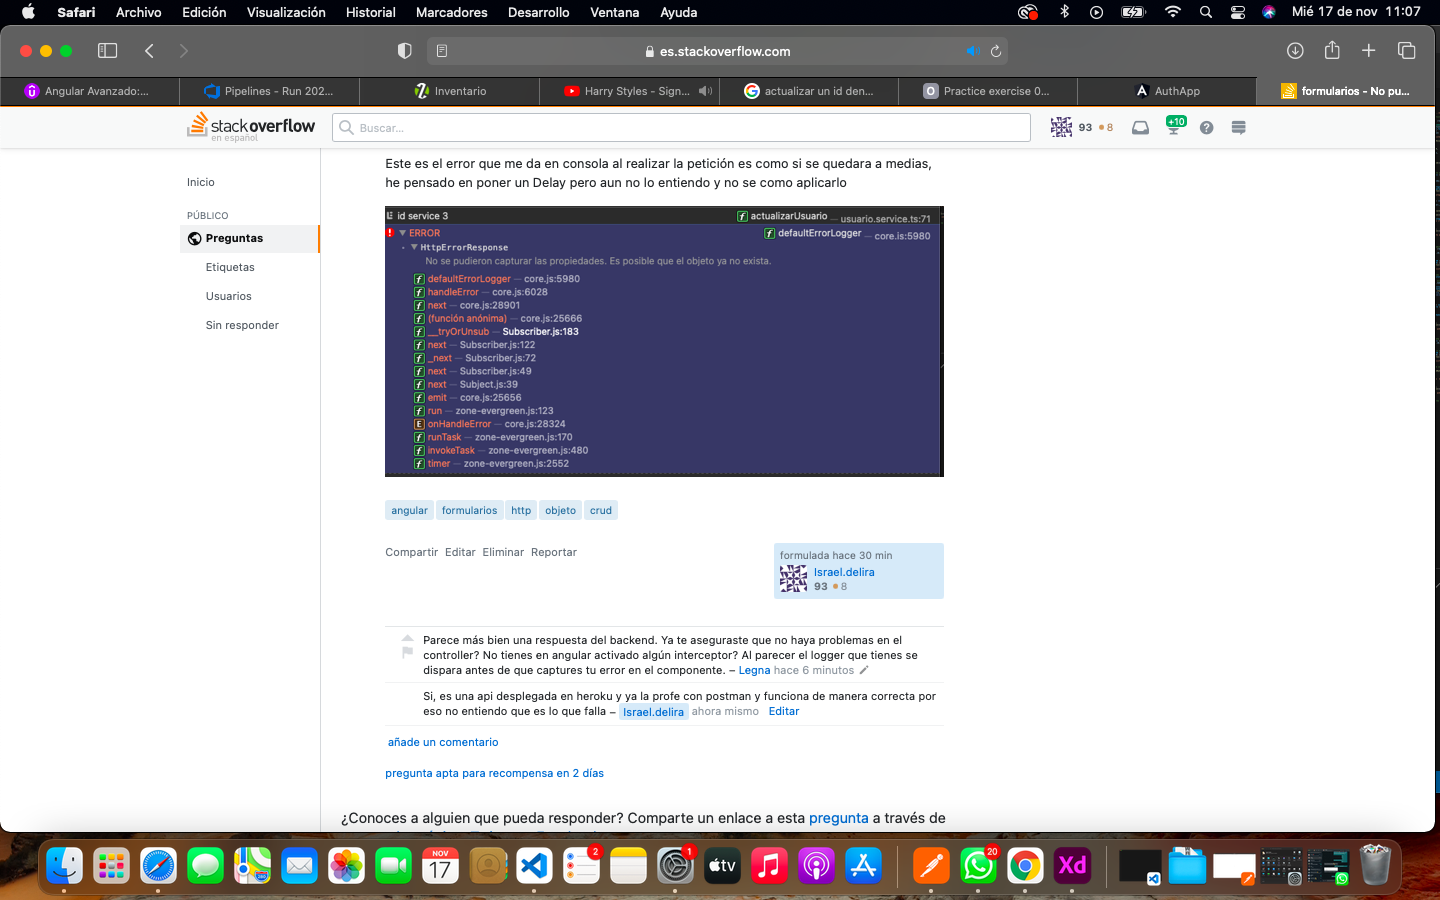 Safari Archivo Edición Visualización Historial Marcadores Desarrollo Ventana Ayuda Mié 17 de nov 11:07
es.stackoverflow.com
Angular Avanzado:... Pipelines - Run 202... Inventario Harry Styles - Sign... actualizar un id den... Practice exercise 0... AuthApp formularios - No pu...
stackoverflow
en español
Buscar...
93 8 +10
Inicio
PÚBLICO
Preguntas
Etiquetas
Usuarios
Sin responder
Este es el error que me da en consola al realizar la petición es como si se quedara a medias,
he pensado en poner un Delay pero aun no lo entiendo y no se como aplicarlo
id service 3 f actualizarUsuario — usuario.service.ts:71
ERROR f defaultErrorLogger — core.js:5980
HttpErrorResponse
No se pudieron capturar las propiedades. Es posible que el objeto ya no exista.
f defaultErrorLogger — core.js:5980
f handleError — core.js:6028
f next — core.js:28901
f (función anónima) — core.js:25666
f __tryOrUnsub — Subscriber.js:183
f next — Subscriber.js:122
f _next — Subscriber.js:72
f next — Subscriber.js:49
f next — Subject.js:39
f emit — core.js:25656
f run — zone-evergreen.js:123
E onHandleError — core.js:28324
f runTask — zone-evergreen.js:170
f invokeTask — zone-evergreen.js:480
f timer — zone-evergreen.js:2552
angular formularios http objeto crud
Compartir Editar Eliminar Reportar
formulada hace 30 min
Israel.delira
93 8
Parece más bien una respuesta del backend. Ya te aseguraste que no haya problemas en el
controller? No tienes en angular activado algún interceptor? Al parecer el logger que tienes se
dispara antes de que captures tu error en el componente. – Legna hace 6 minutos
Si, es una api desplegada en heroku y ya la profe con postman y funciona de manera correcta por
eso no entiendo que es lo que falla – Israel.delira ahora mismo Editar
añade un comentario
pregunta apta para recompensa en 2 días
¿Conoces a alguien que pueda responder? Comparte un enlace a esta pregunta a través de
NOV
17
2
1
tv
20
Xd